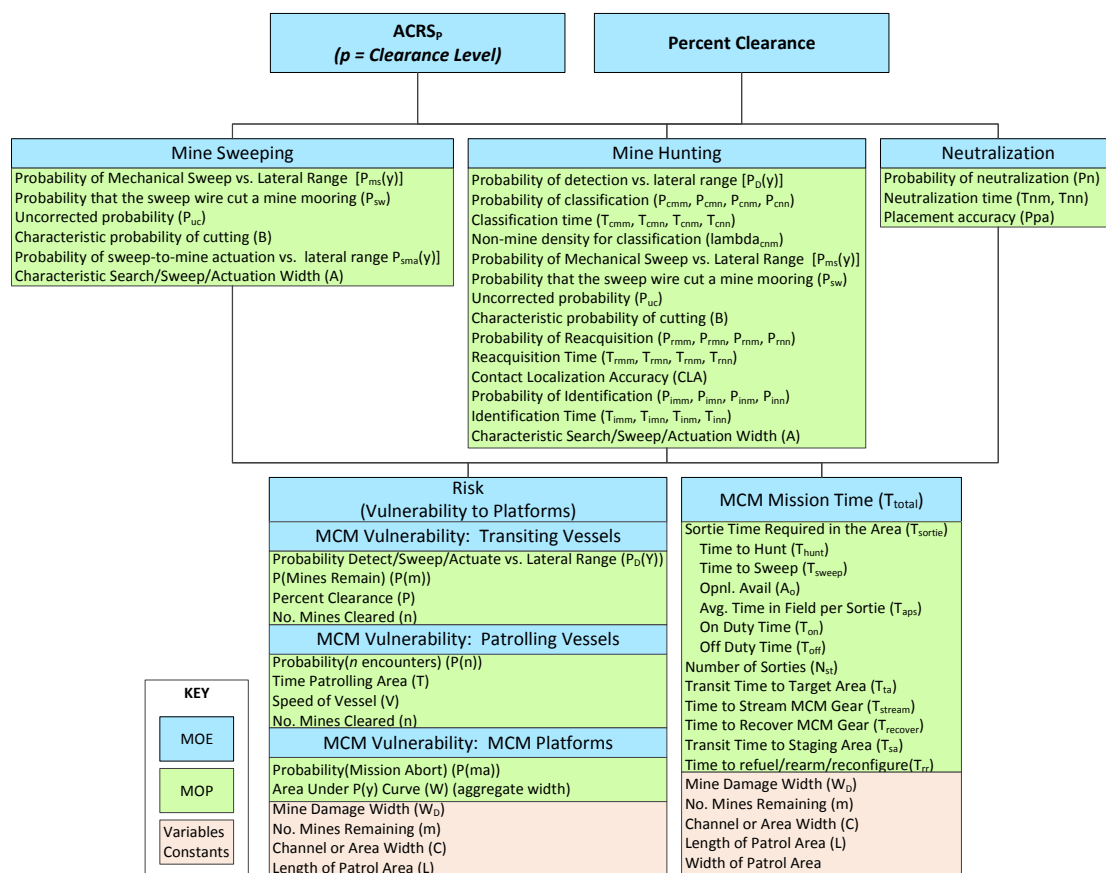 ACRSP
(p = Clearance Level)
Percent Clearance
Mine Sweeping
Probability of Mechanical Sweep vs. Lateral Range [Pms(y)]
Probability that the sweep wire cut a mine mooring (Psw)
Uncorrected probability (Puc)
Characteristic probability of cutting (B)
Probability of sweep-to-mine actuation vs. lateral range Psma(y)]
Characteristic Search/Sweep/Actuation Width (A)
Mine Hunting
Probability of detection vs. lateral range [PD(y)]
Probability of classification (Pcmm, Pcmn, Pcnm, Pcnn)
Classification time (Tcmm, Tcmn, Tcnm, Tcnn)
Non-mine density for classification (lambdacnm)
Probability of Mechanical Sweep vs. Lateral Range [Pms(y)]
Probability that the sweep wire cut a mine mooring (Psw)
Uncorrected probability (Puc)
Characteristic probability of cutting (B)
Probability of Reacquisition (Prmm, Prmn, Prnm, Prnn)
Reacquisition Time (Trmm, Trmn, Trnm, Trnn)
Contact Localization Accuracy (CLA)
Probability of Identification (Pimm, Pimn, Pinm, Pinn)
Identification Time (Timm, Timn, Tinm, Tinn)
Characteristic Search/Sweep/Actuation Width (A)
Neutralization
Probability of neutralization (Pn)
Neutralization time (Tnm, Tnn)
Placement accuracy (Ppa)
Risk
(Vulnerability to Platforms)
MCM Vulnerability: Transiting Vessels
Probability Detect/Sweep/Actuate vs. Lateral Range (PD(Y))
P(Mines Remain) (P(m))
Percent Clearance (P)
No. Mines Cleared (n)
MCM Vulnerability: Patrolling Vessels
Probability(n encounters) (P(n))
Time Patrolling Area (T)
Speed of Vessel (V)
No. Mines Cleared (n)
MCM Vulnerability: MCM Platforms
Probability(Mission Abort) (P(ma))
Area Under P(y) Curve (W) (aggregate width)
Mine Damage Width (WD)
No. Mines Remaining (m)
Channel or Area Width (C)
Length of Patrol Area (L)
MCM Mission Time (Ttotal)
Sortie Time Required in the Area (Tsortie)
Time to Hunt (Thunt)
Time to Sweep (Tsweep)
Opnl. Avail (Ao)
Avg. Time in Field per Sortie (Taps)
On Duty Time (Ton)
Off Duty Time (Toff)
Number of Sorties (Nst)
Transit Time to Target Area (Tta)
Time to Stream MCM Gear (Tstream)
Time to Recover MCM Gear (Trecover)
Transit Time to Staging Area (Tsa)
Time to refuel/rearm/reconfigure(Trr)
Mine Damage Width (WD)
No. Mines Remaining (m)
Channel or Area Width (C)
Length of Patrol Area (L)
Width of Patrol Area
KEY
MOE
MOP
Variables
Constants